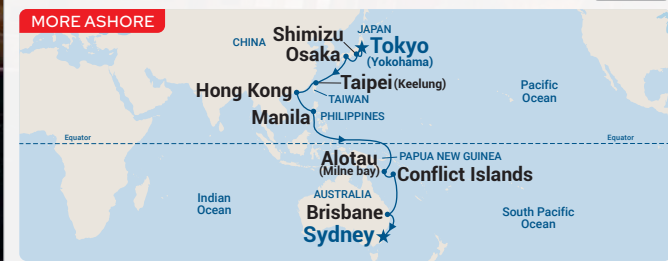 MORE ASHORE
JAPAN
Shimizu
CHINA
Tokyo
Osaka
(Yokohama)
Taipei (Keelung)
Hong Kong
TAIWAN
Pacific
Ocean
Manila
PHILIPPINES
Equator
Equator
Alotau
(Milne bay)
PAPUA NEW GUINEA
Conflict Islands
AUSTRALIA
Indian
Ocean
Brisbane
South Pacific
Ocean
Sydney